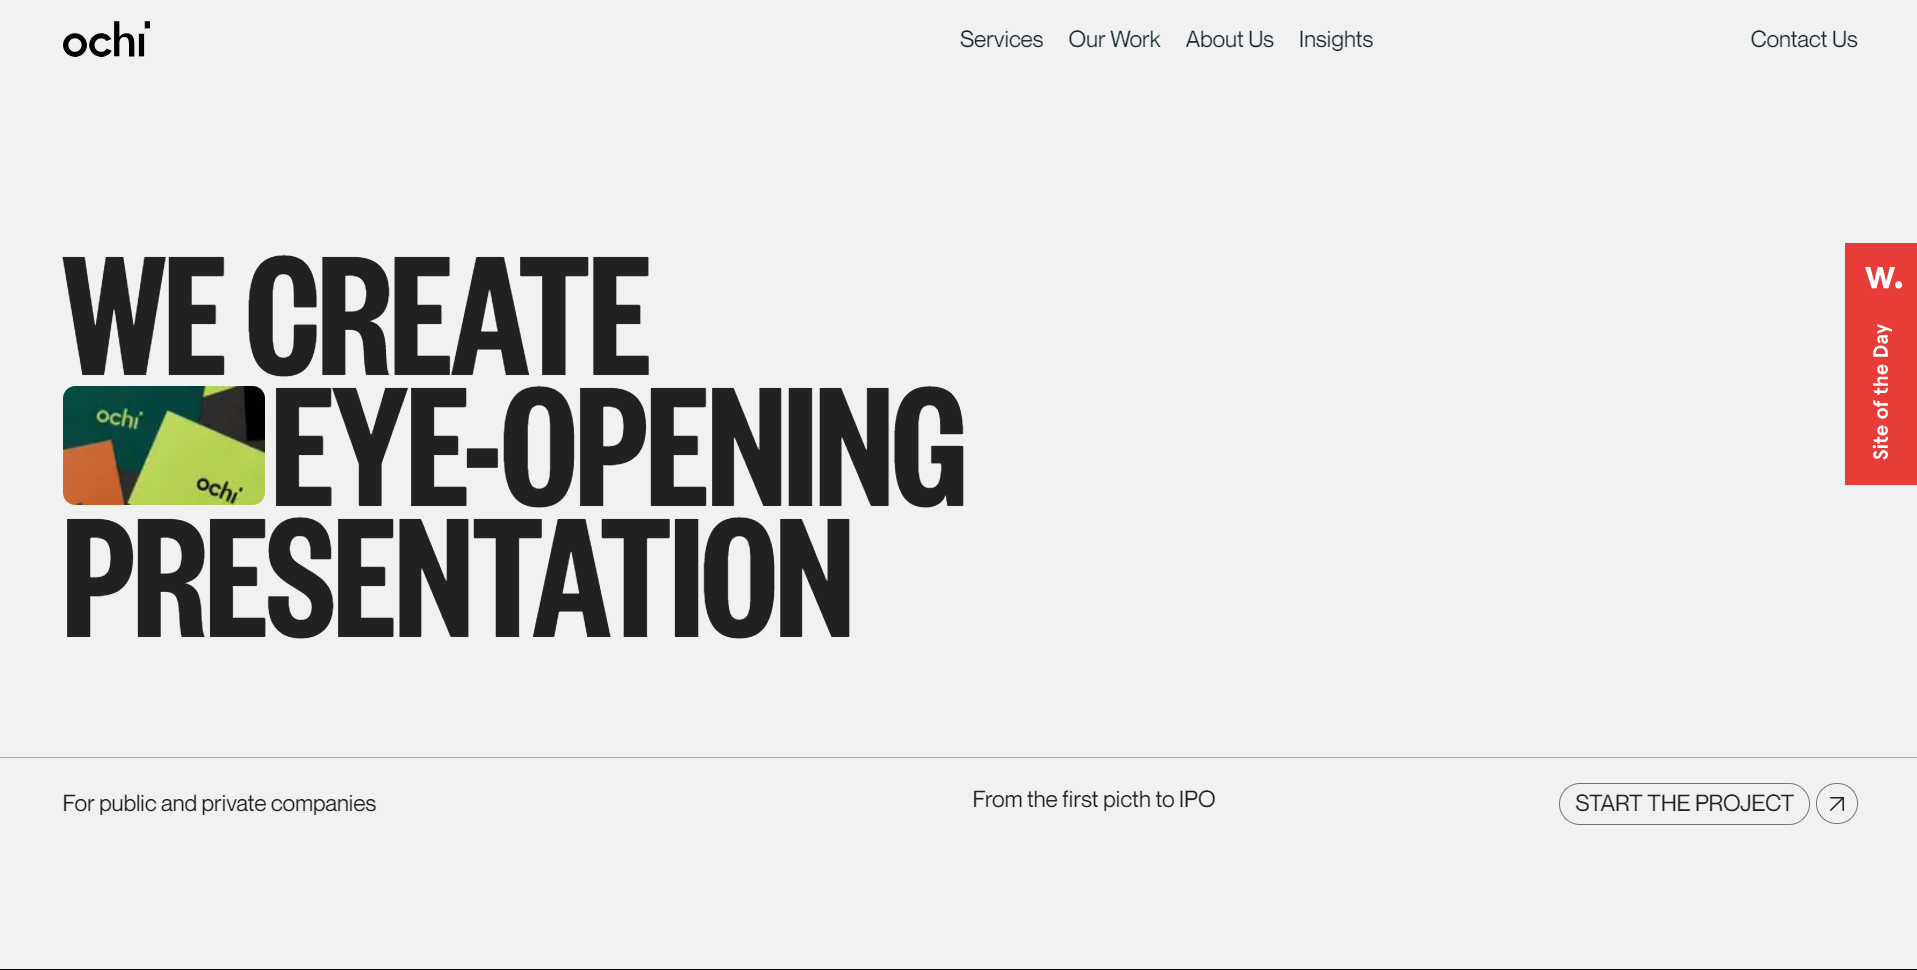 ochi
Services Our Work About Us Insights
Contact Us
WE CREATE
ochi
ochi
EYE-OPENING
PRESENTATION
W.
Site of the Day
For public and private companies
From the first picth to IPO
START THE PROJECT